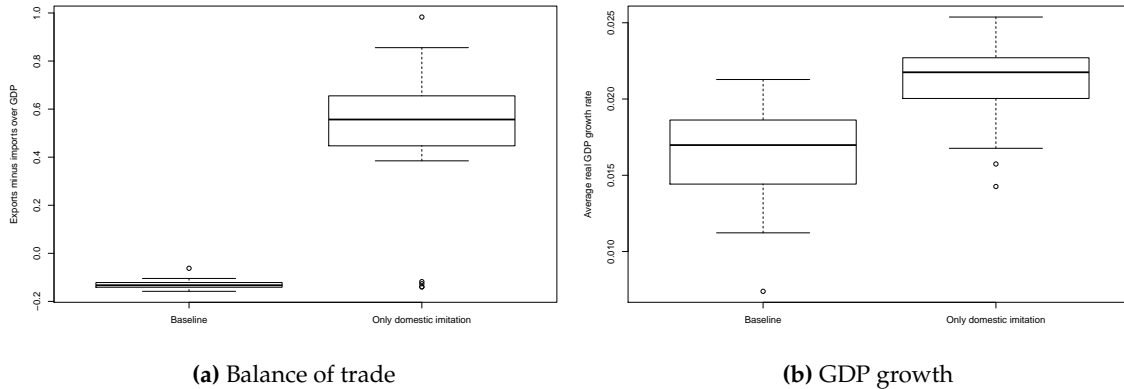 Exports minus imports over GDP
1.0
0.8
0.6
0.4
0.2
0.0
−0.2
Baseline
Only domestic imitation
(a) Balance of trade
Average real GDP growth rate
0.025
0.020
0.015
0.010
Baseline
Only domestic imitation
(b) GDP growth